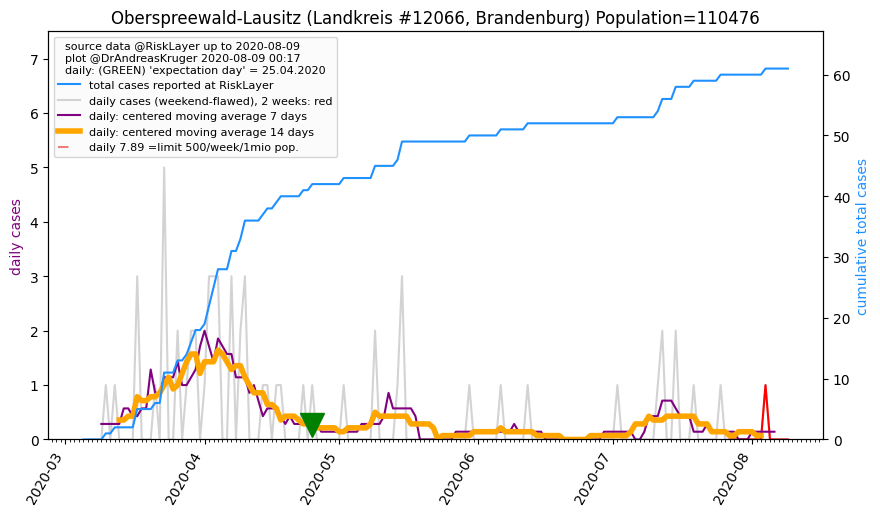 Oberspreewald-Lausitz (Landkreis #12066, Brandenburg) Population=110476
source data @RiskLayer up to 2020-08-09
plot @DrAndreasKruger 2020-08-09 00:17
daily: (GREEN) 'expectation day' = 25.04.2020
total cases reported at RiskLayer
daily cases (weekend-flawed), 2 weeks: red
daily: centered moving average 7 days
daily: centered moving average 14 days
daily 7.89 =limit 500/week/1mio pop.
daily cases
7
6
5
4
3
2
1
0
cumulative total cases
60
50
40
30
20
10
0
2020-03
2020-04
2020-05
2020-06
2020-07
2020-08